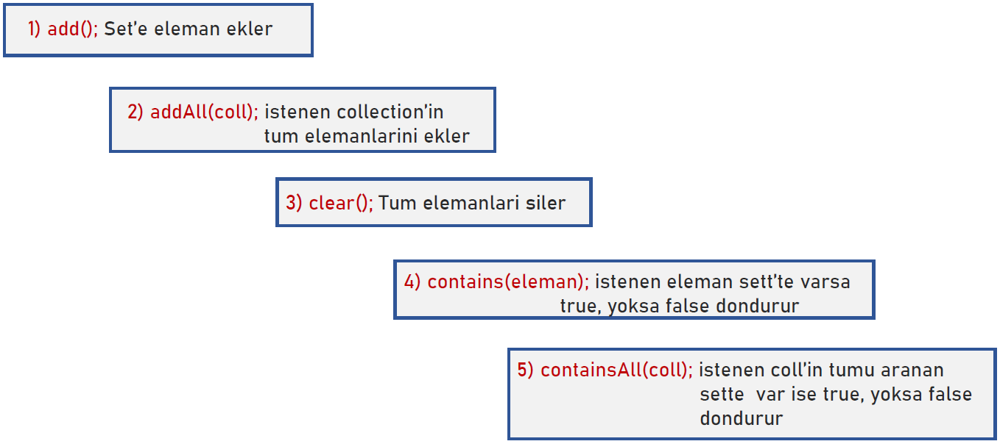 1) add(); Set'e eleman ekler
2) addAll(coll); istenen collection'in
tum elemanlarini ekler
3) clear(); Tum elemanlari siler
4) contains(eleman); istenen eleman sett'te varsa
true, yoksa false dondurur
5) containsAll(coll); istenen coll'in tumu aranan
sette var ise true, yoksa false
dondurur